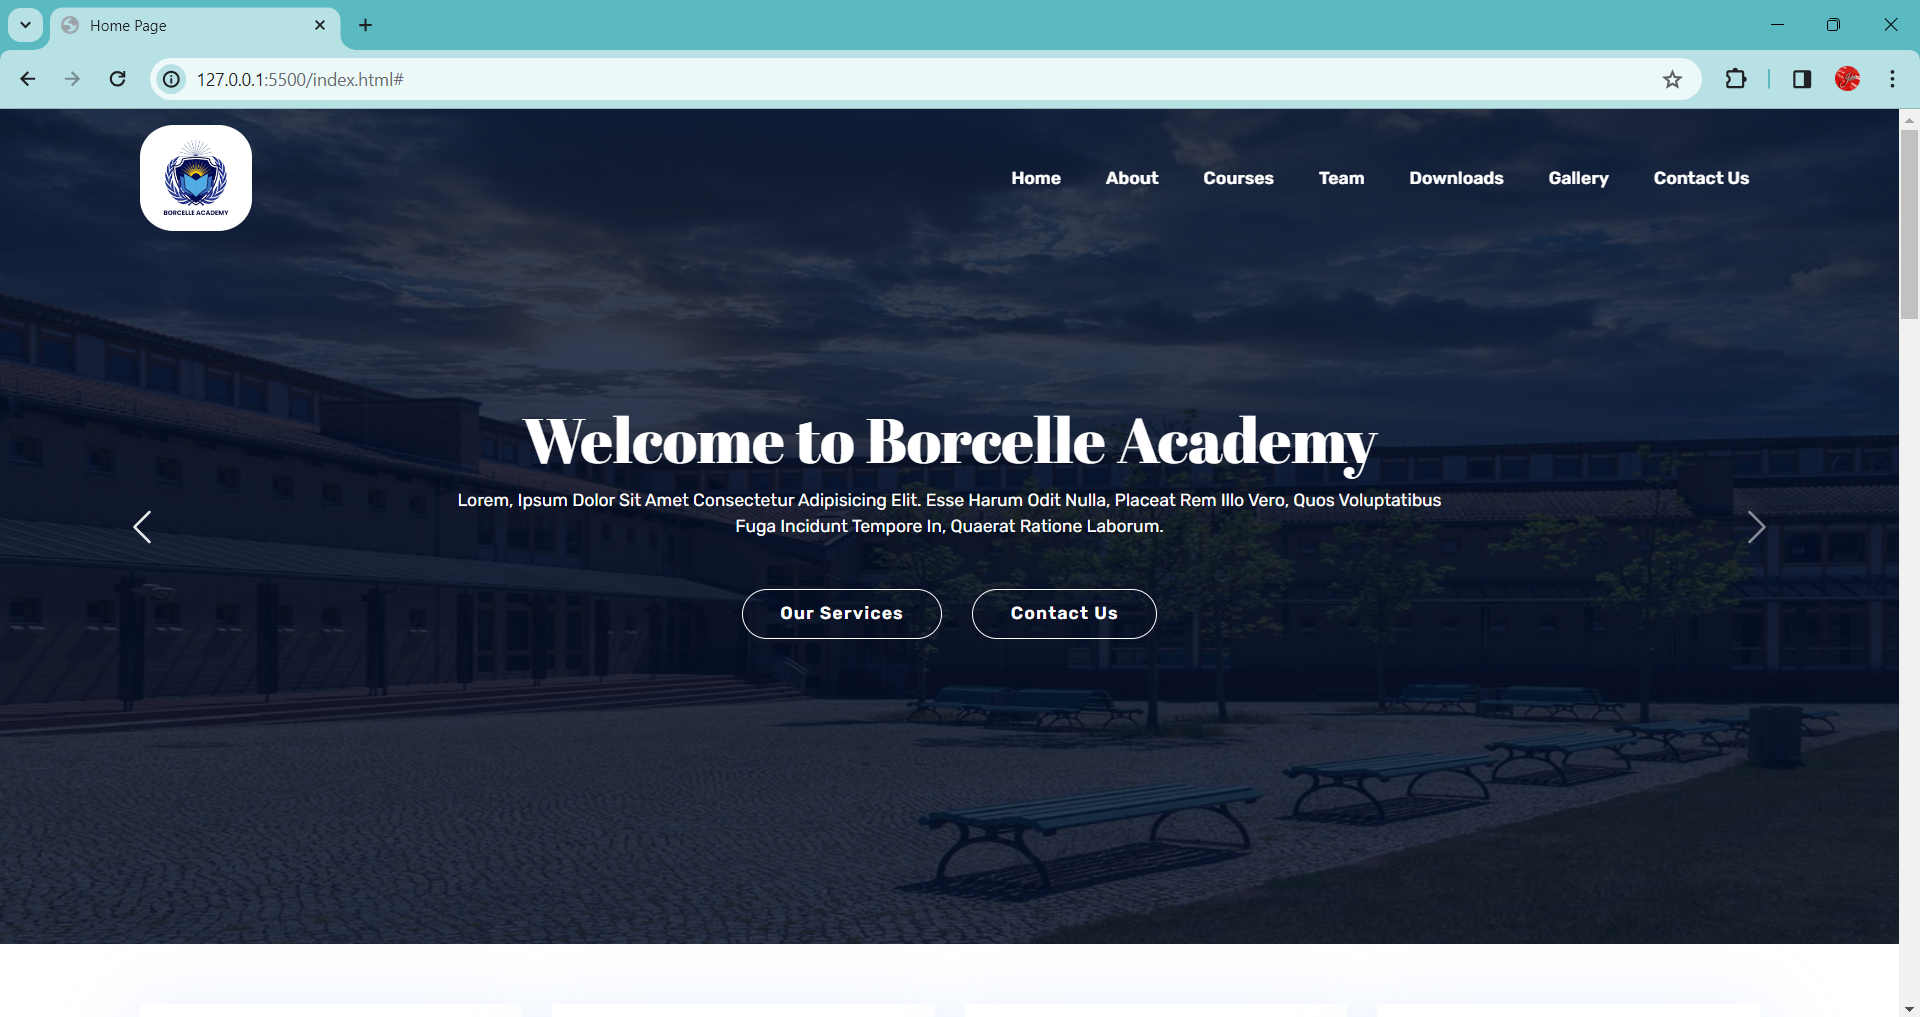 Home Page
127.0.0.1:5500/index.html#
BORCELLE ACADEMY
Home About Courses Team Downloads Gallery Contact Us
Welcome to Borcelle Academy
Lorem, Ipsum Dolor Sit Amet Consectetur Adipisicing Elit. Esse Harum Odit Nulla, Placeat Rem Illo Vero, Quos Voluptatibus
Fuga Incidunt Tempore In, Quaerat Ratione Laborum.
Our Services Contact Us